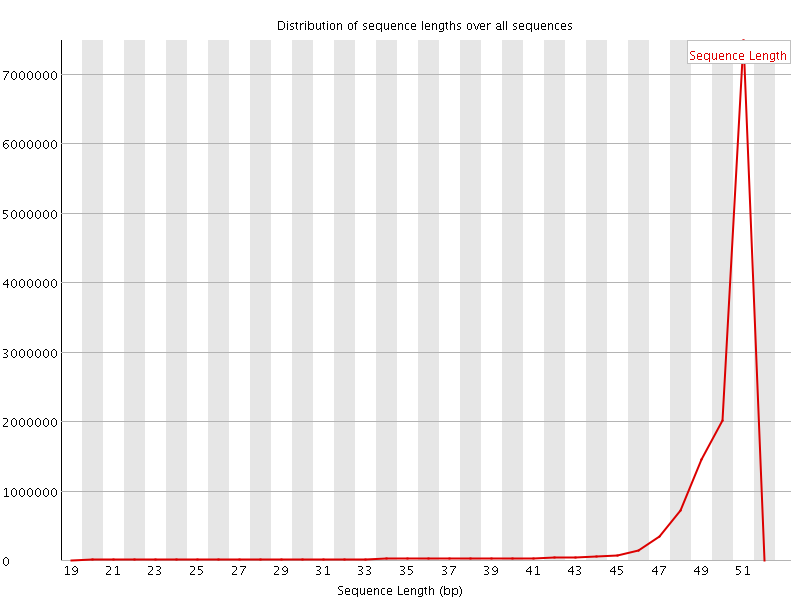 Distribution of sequence lengths over all sequences
Sequence Length
7000000
6000000
5000000
4000000
3000000
2000000
1000000
0
19 21 23 25 27 29 31 33 35 37 39 41 43 45 47 49 51
Sequence Length (bp)